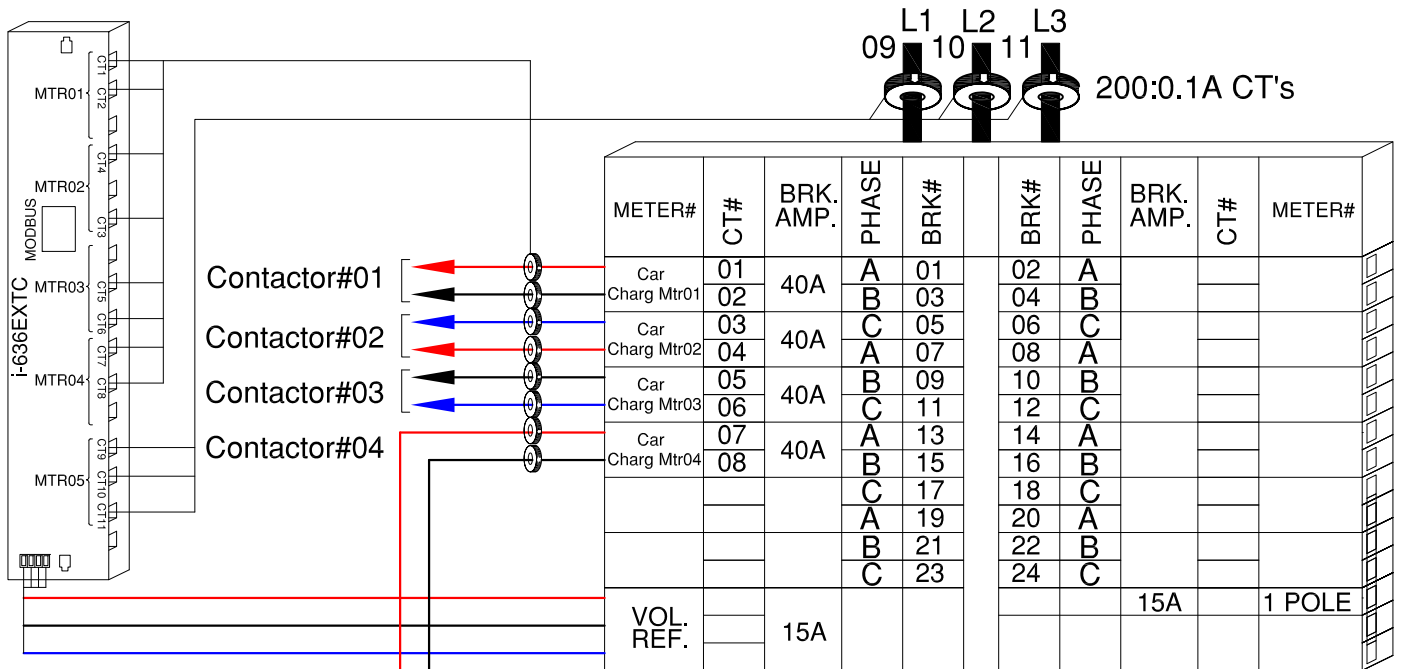 i-636EXTC
MODBUS
MTR01
MTR02
MTR03
MTR04
MTR05
CT1
CT2
CT4
CT3
CT5
CT6
CT7
CT8
CT9
CT10
CT11
L1 L2 L3
09 10 11
200:0.1A CT's
Contactor#01
Contactor#02
Contactor#03
Contactor#04
METER# CT# BRK. AMP. PHASE BRK# BRK# PHASE BRK. AMP. CT# METER#
Car Charg Mtr01 01 40A A 01 02 A
02 B 03 04 B
Car Charg Mtr02 03 40A C 05 06 C
04 A 07 08 A
Car Charg Mtr03 05 40A B 09 10 B
06 C 11 12 C
Car Charg Mtr04 07 40A A 13 14 A
08 B 15 16 B
C 17 18 C
A 19 20 A
B 21 22 B
C 23 24 C
VOL. REF. 15A 15A 1 POLE